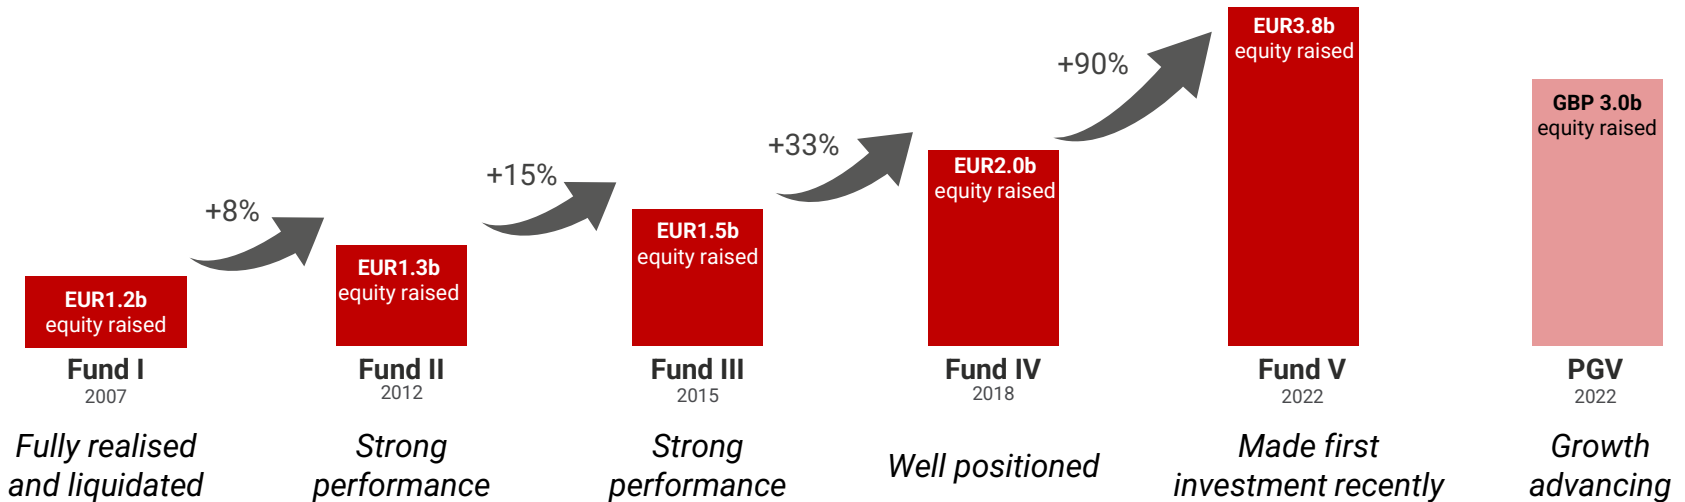 EUR3.8b
equity raised
+90%
GBP 3.0b
equity raised
+33%
EUR2.0b
equity raised
+15%
+8%
EUR1.5b
equity raised
EUR1.3b
equity raised
EUR1.2b
equity raised
Fund I
2007
Fund II
2012
Fund III
2015
Fund IV
2018
Fund V
2022
PGV
2022
Fully realised
and liquidated
Strong
performance
Strong
performance
Well positioned
Made first
investment recently
Growth
advancing